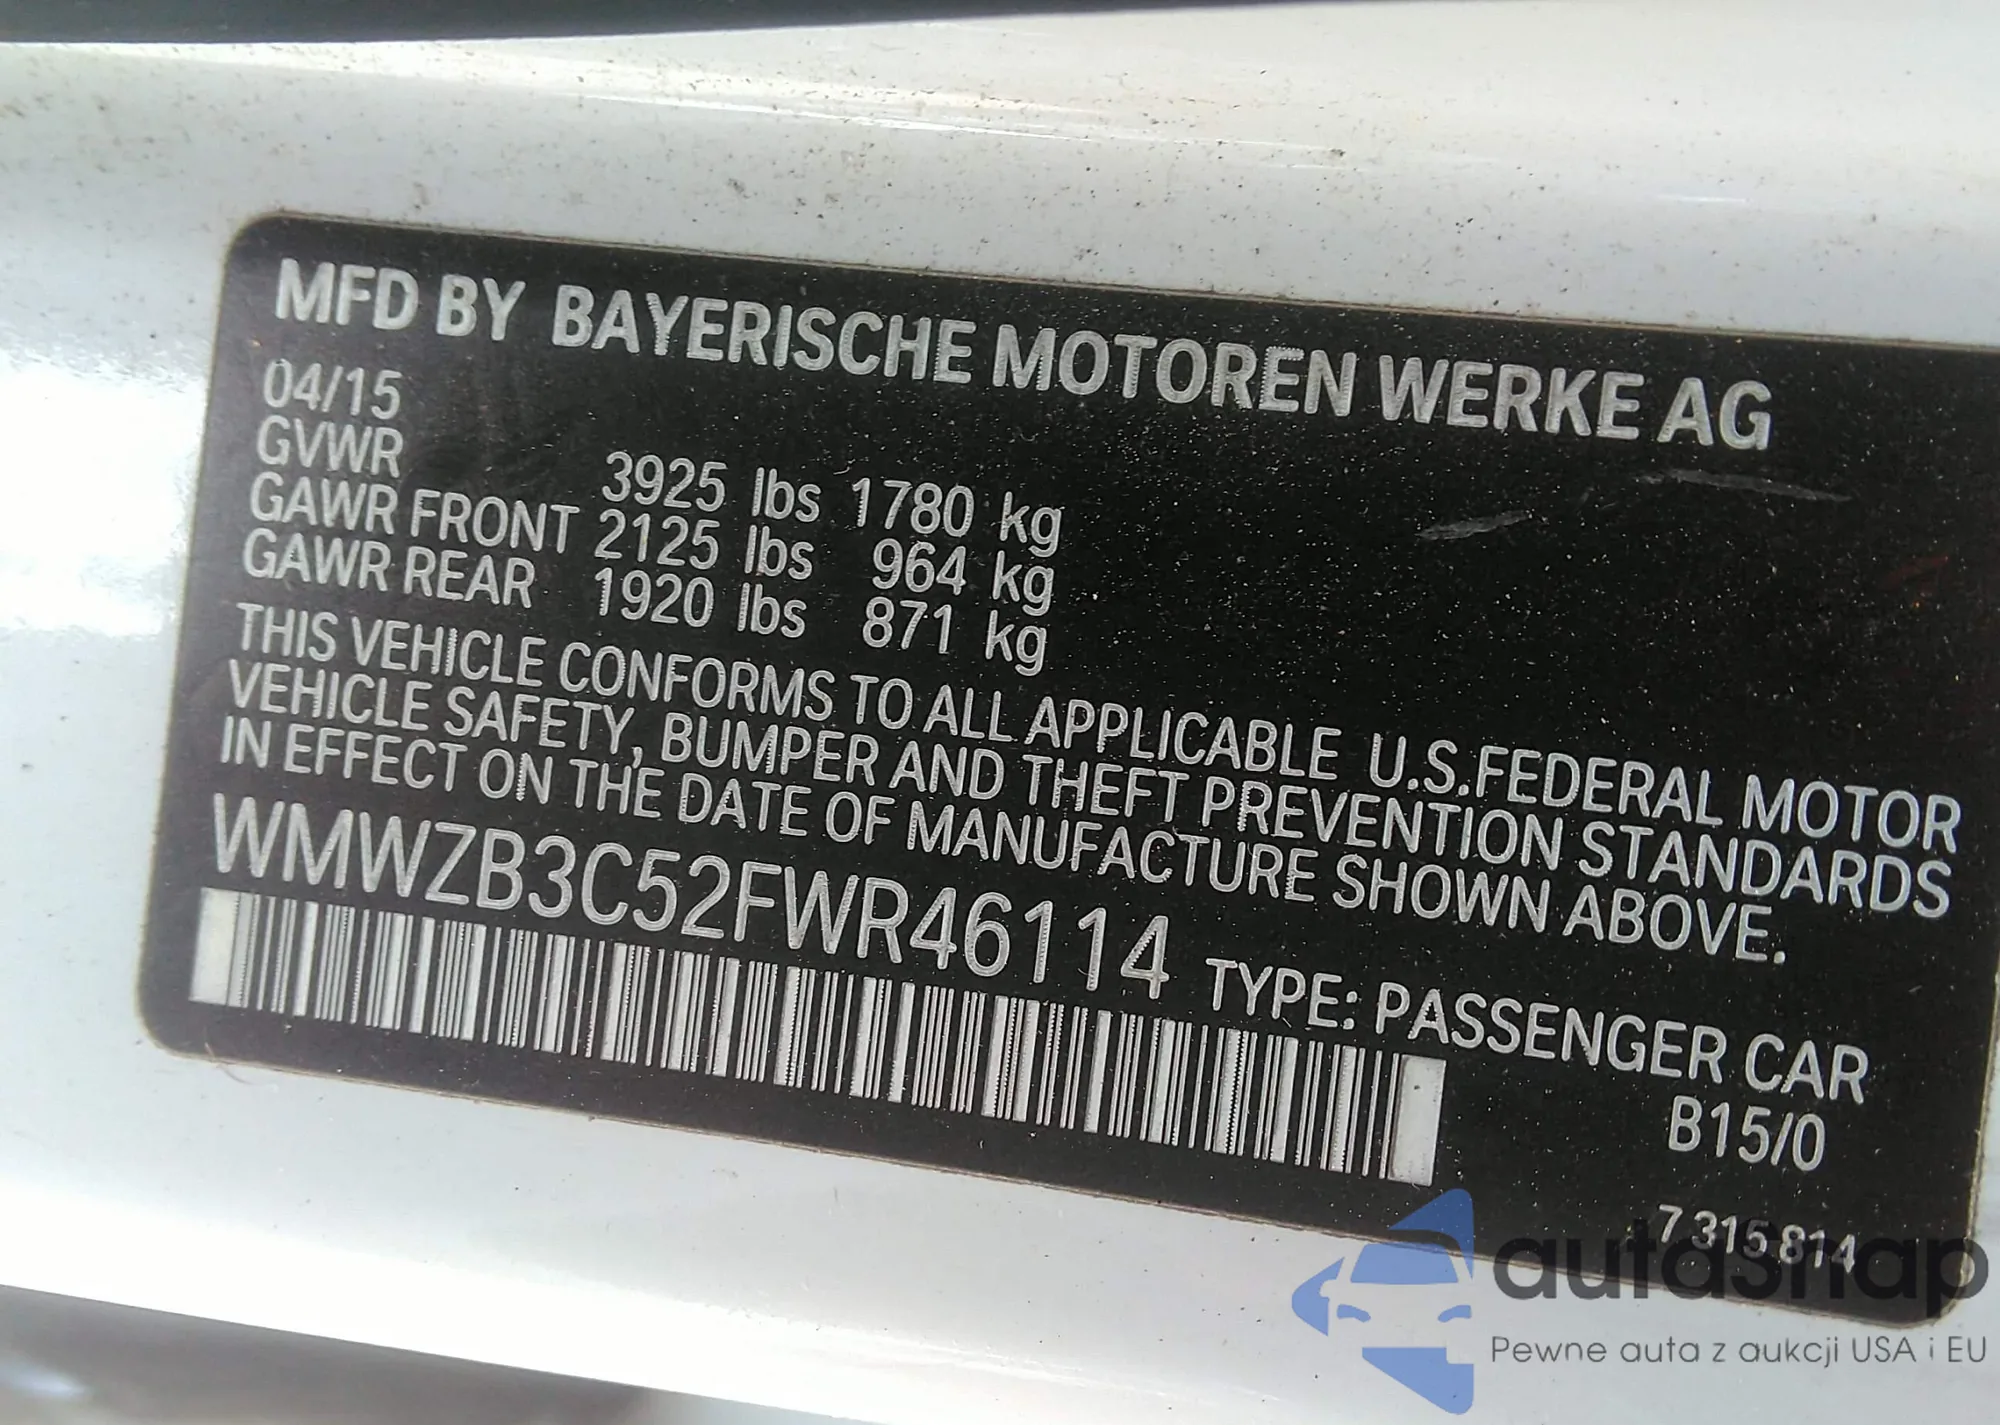 MFD BY BAYERISCHE MOTOREN WERKE AG
04/15
GVWR 3925 lbs 1780 kg
GAWR FRONT 2125 lbs 964 kg
GAWR REAR 1920 lbs 871 kg
THIS VEHICLE CONFORMS TO ALL APPLICABLE U.S.FEDERAL MOTOR
VEHICLE SAFETY, BUMPER AND THEFT PREVENTION STANDARDS
IN EFFECT ON THE DATE OF MANUFACTURE SHOWN ABOVE.
WMWZB3C52FWR46114 TYPE: PASSENGER CAR
B15/0
7 315 814
autosnap
Pewne auta z aukcji USA i EU